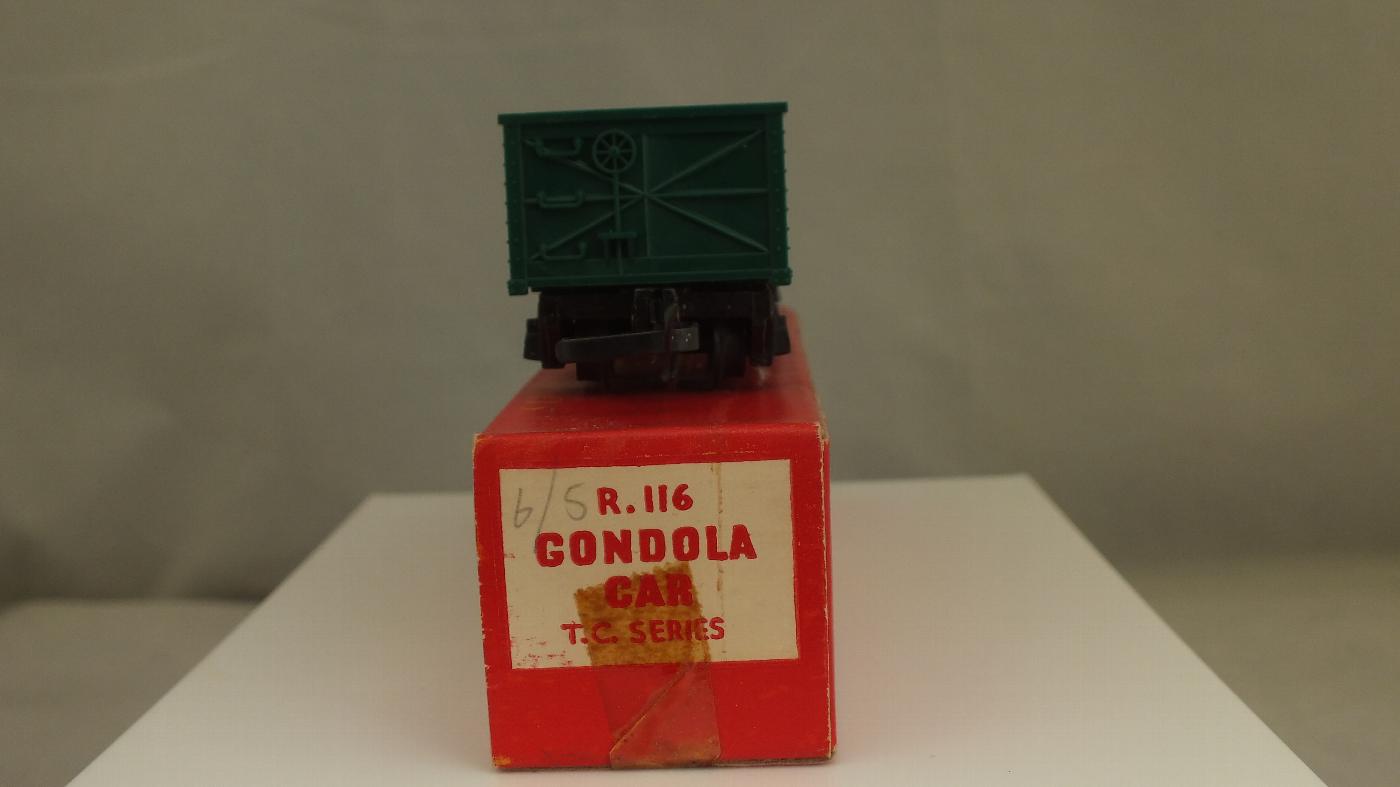 6/5 R. 116
GONDOLA
CAR
T.C. SERIES